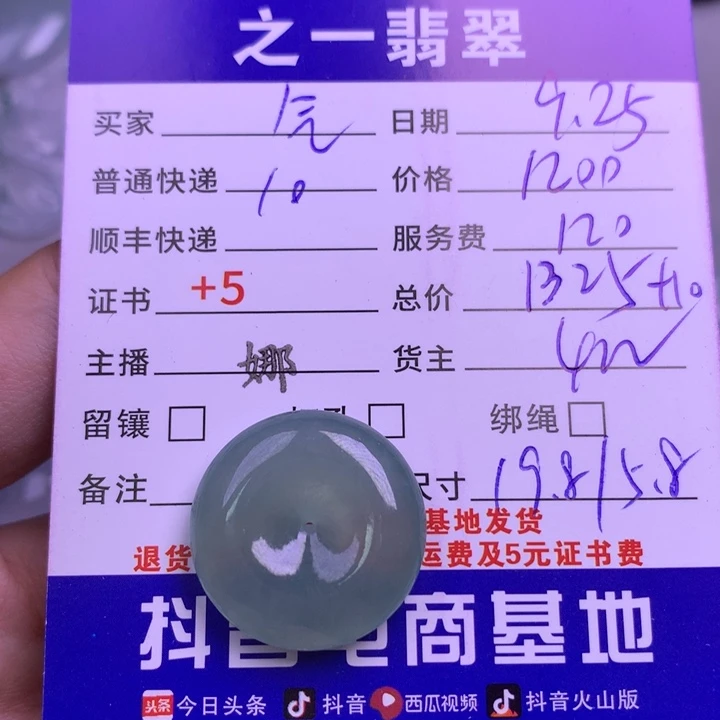 之一翡翠
买家 元 日期 4.25
普通快递 10 价格 1200
顺丰快递 服务费 120
证书 +5 总价 1325+10
主播 娜 货主
留镶 孔 绑绳
备注 尺寸 19.8/5.8
基地发货
退货 运费及5元证书费
抖音电商基地
头条 今日头条 抖音 西瓜视频 抖音火山版